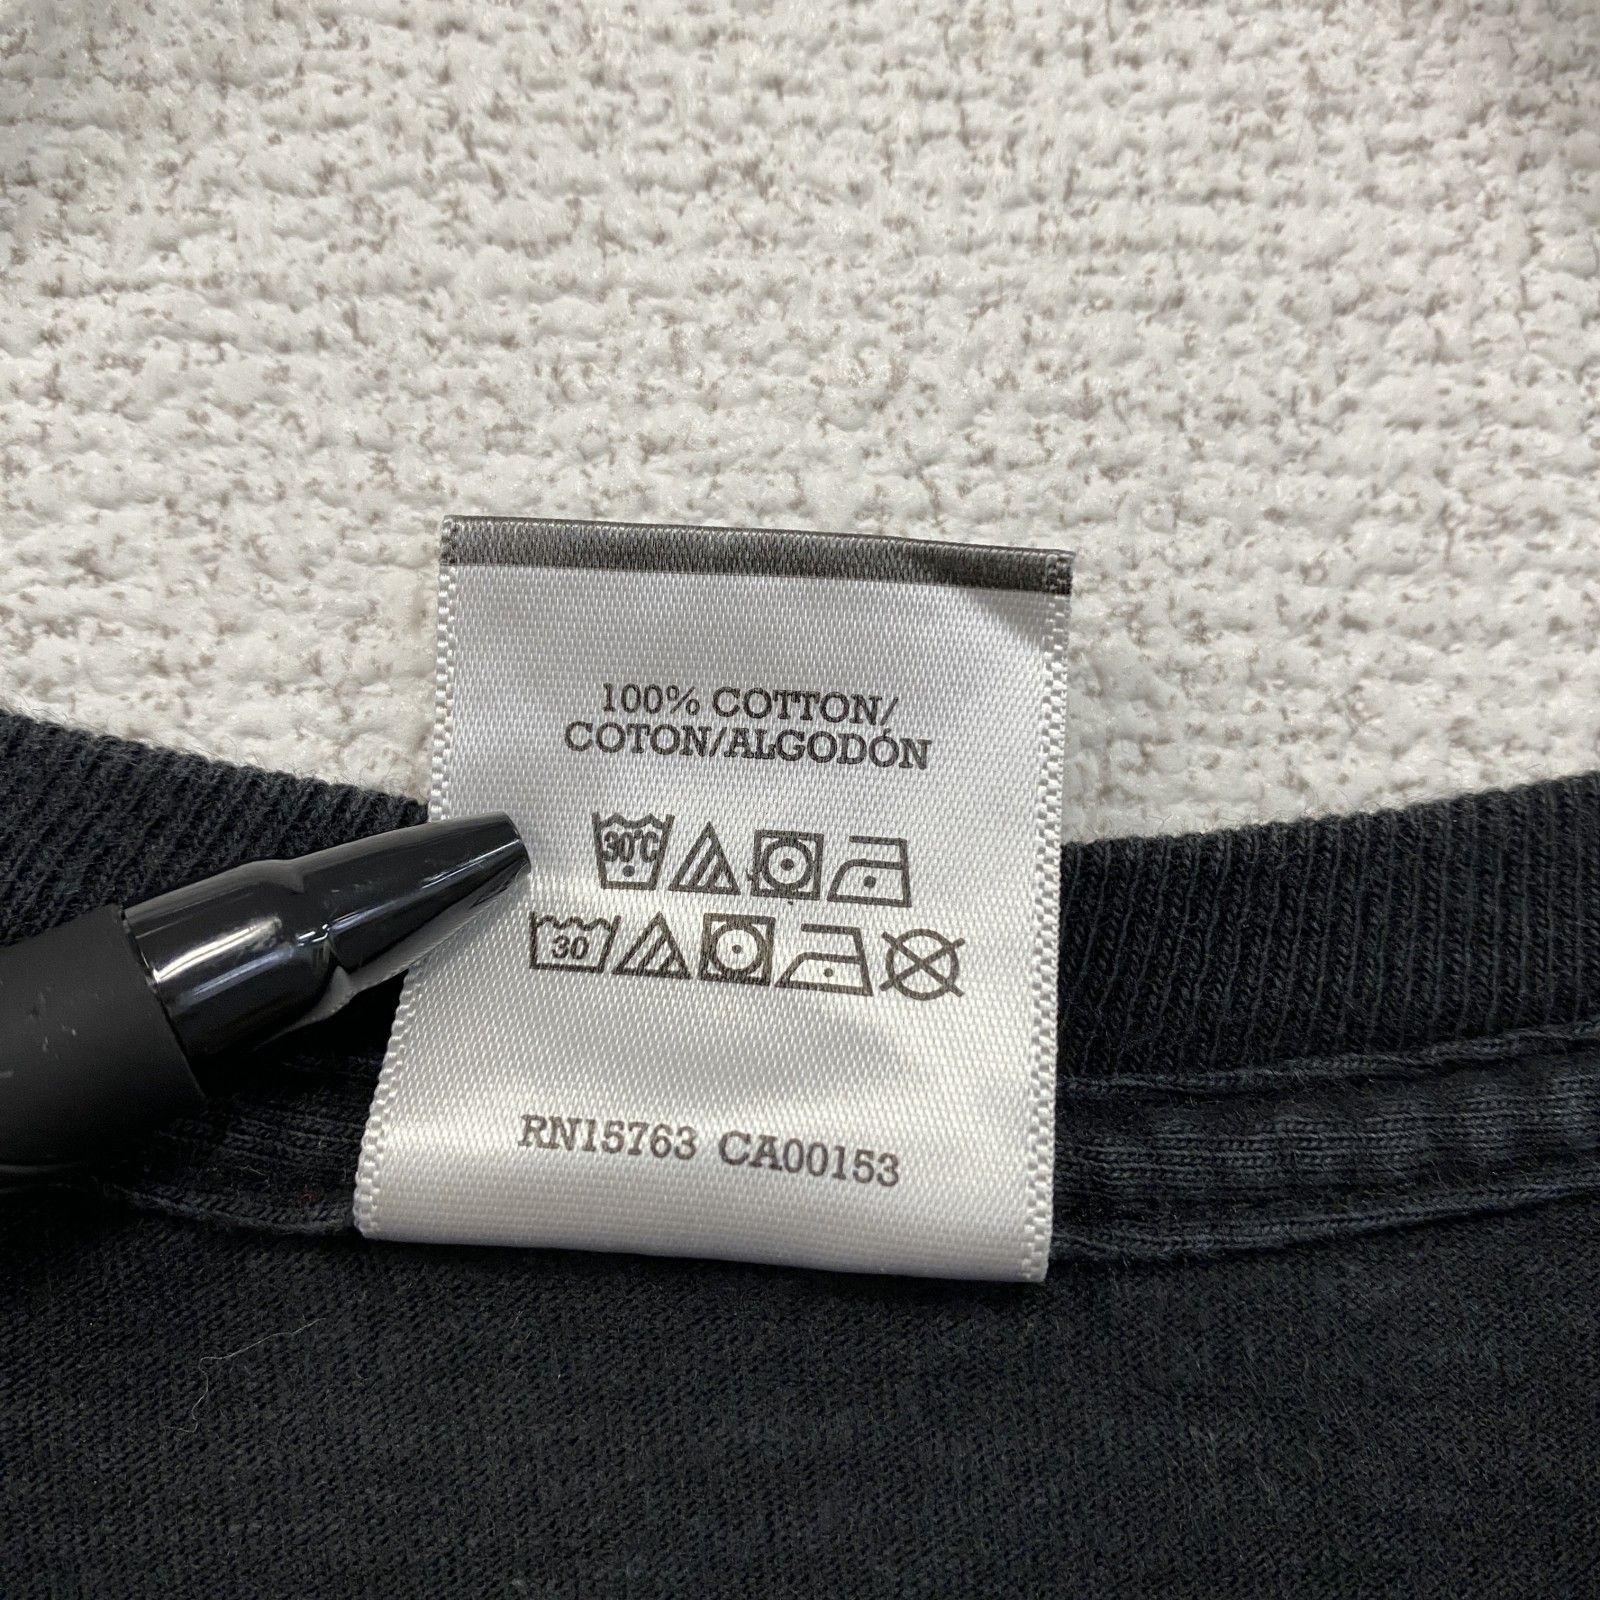 100% COTTON/
COTON/ALGODÓN
30°C
30
RN15763 CA00153